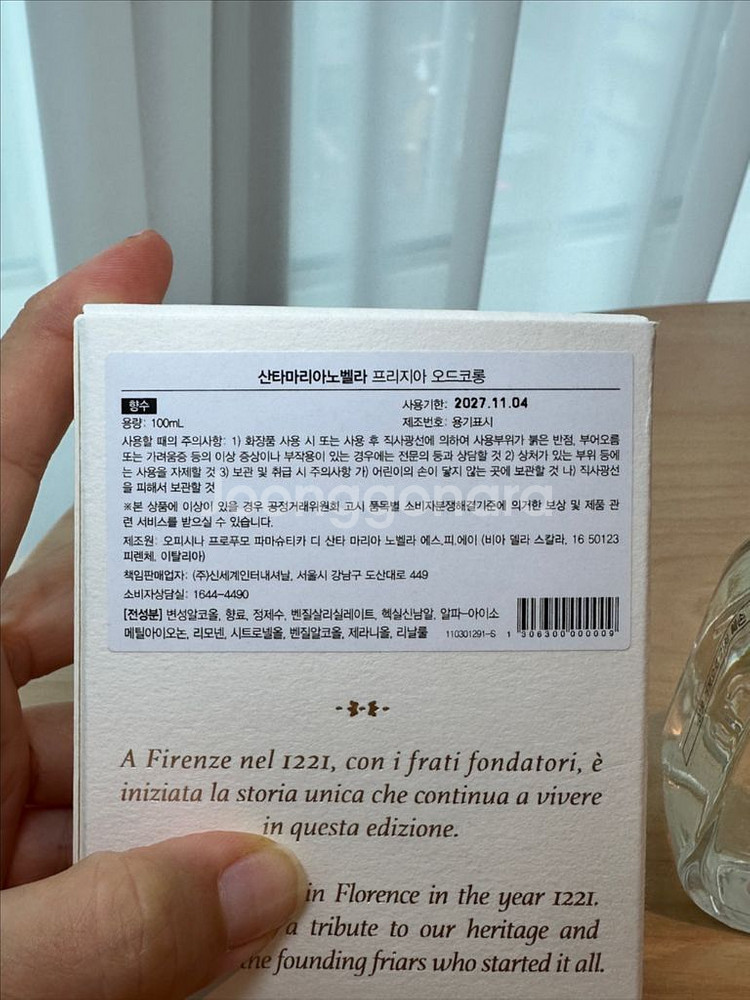 산타마리아노벨라 프리지아 오드코롱
향수
사용기한: 2027.11.04
용량: 100mL
제조번호: 용기표시
사용할 때의 주의사항: 1) 화장품 사용 시 또는 사용 후 직사광선에 의하여 사용부위가 붉은 반점, 부어오름
또는 가려움증 등의 이상 증상이나 부작용이 있는 경우에는 전문의 등과 상담할 것 2) 상처가 있는 부위 등에
는 사용을 자제할 것 3) 보관 및 취급 시 주의사항 가) 어린이의 손이 닿지 않는 곳에 보관할 것 나) 직사광선
을 피해서 보관할 것
joonggonara
※본 상품에 이상이 있을 경우 공정거래위원회 고시 품목별 소비자분쟁해결기준에 의거한 보상 및 제품 관
련 서비스를 받으실 수 있습니다.
제조원: 오피시나 프로푸모 파마슈티카 디 산타 마리아 노벨라 에스.피.에이 (비아 델라 스칼라, 16 50123
피렌체, 이탈리아)
책임판매업자: (주)신세계인터내셔날, 서울시 강남구 도산대로 449
소비자상담실: 1644-4490
[전성분] 변성알코올, 향료, 정제수, 벤질살리실레이트, 헥실신남알, 알파-아이소
메틸아이오논, 리모넨, 시트로넬올, 벤질알코올, 제라니올, 리날룰
110301291-S
1 306300 000009
A Firenze nel 1221, con i frati fondatori, è
iniziata la storia unica che continua a vivere
in questa edizione.
in Florence in the year 1221.
a tribute to our heritage and
the founding friars who started it all.